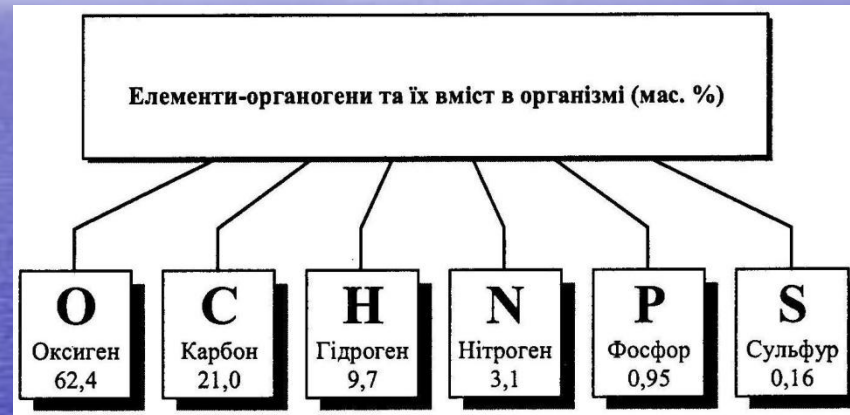 Елементи-органогени та їх вміст в організмі (мас. %)
O
Оксиген
62,4
C
Карбон
21,0
H
Гідроген
9,7
N
Нітроген
3,1
P
Фосфор
0,95
S
Сульфур
0,16